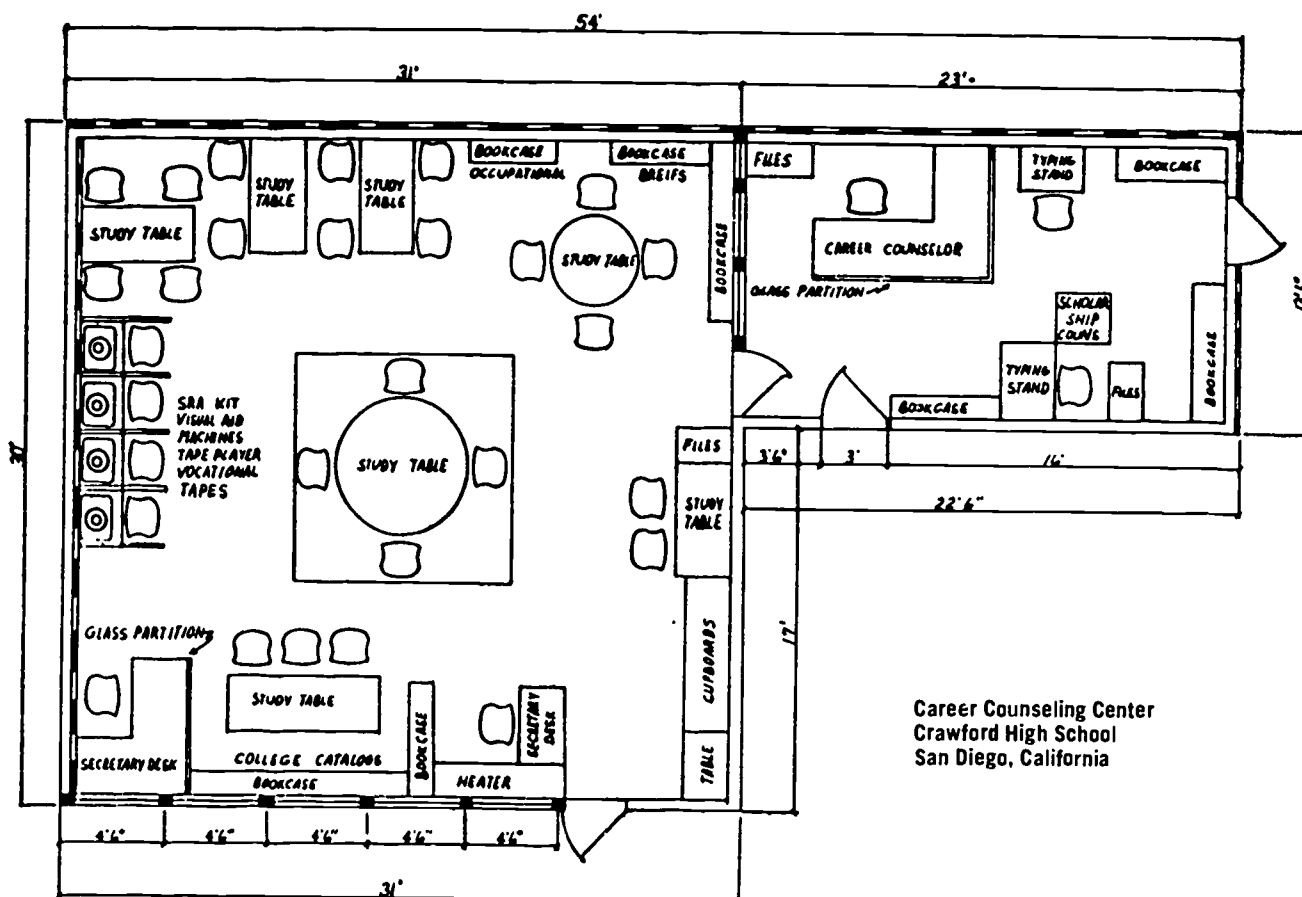 54'
31'
23'
BOOKCASE
OCCUPATIONAL
BOOKCASE
BREIFS
FILES
TYPING
STAND
BOOKCASE
STUDY
TABLE
STUDY
TABLE
STUDY TABLE
STUDY TABLE
BOOKCASE
CAREER COUNSELOR
GLASS PARTITION
SCHOLAR
SHIP
COUNS
TYPING
STAND
FILES
BOOKCASE
BOOKCASE
SRA KIT
VISUAL AID
MACHINES
TAPE PLAYER
VOCATIONAL
TAPES
STUDY TABLE
FILES
STUDY
TABLE
3'6"
3'
16'
22'6"
30'
17'
GLASS PARTITION
STUDY TABLE
CUPBOARDS
SECRETARY DESK
COLLEGE CATALOGS
BOOKCASE
BOOKCASE
SECRETARY
DESK
HEATER
TABLE
4'6"
4'6"
4'6"
4'6"
4'6"
31'
Career Counseling Center
Crawford High School
San Diego, California